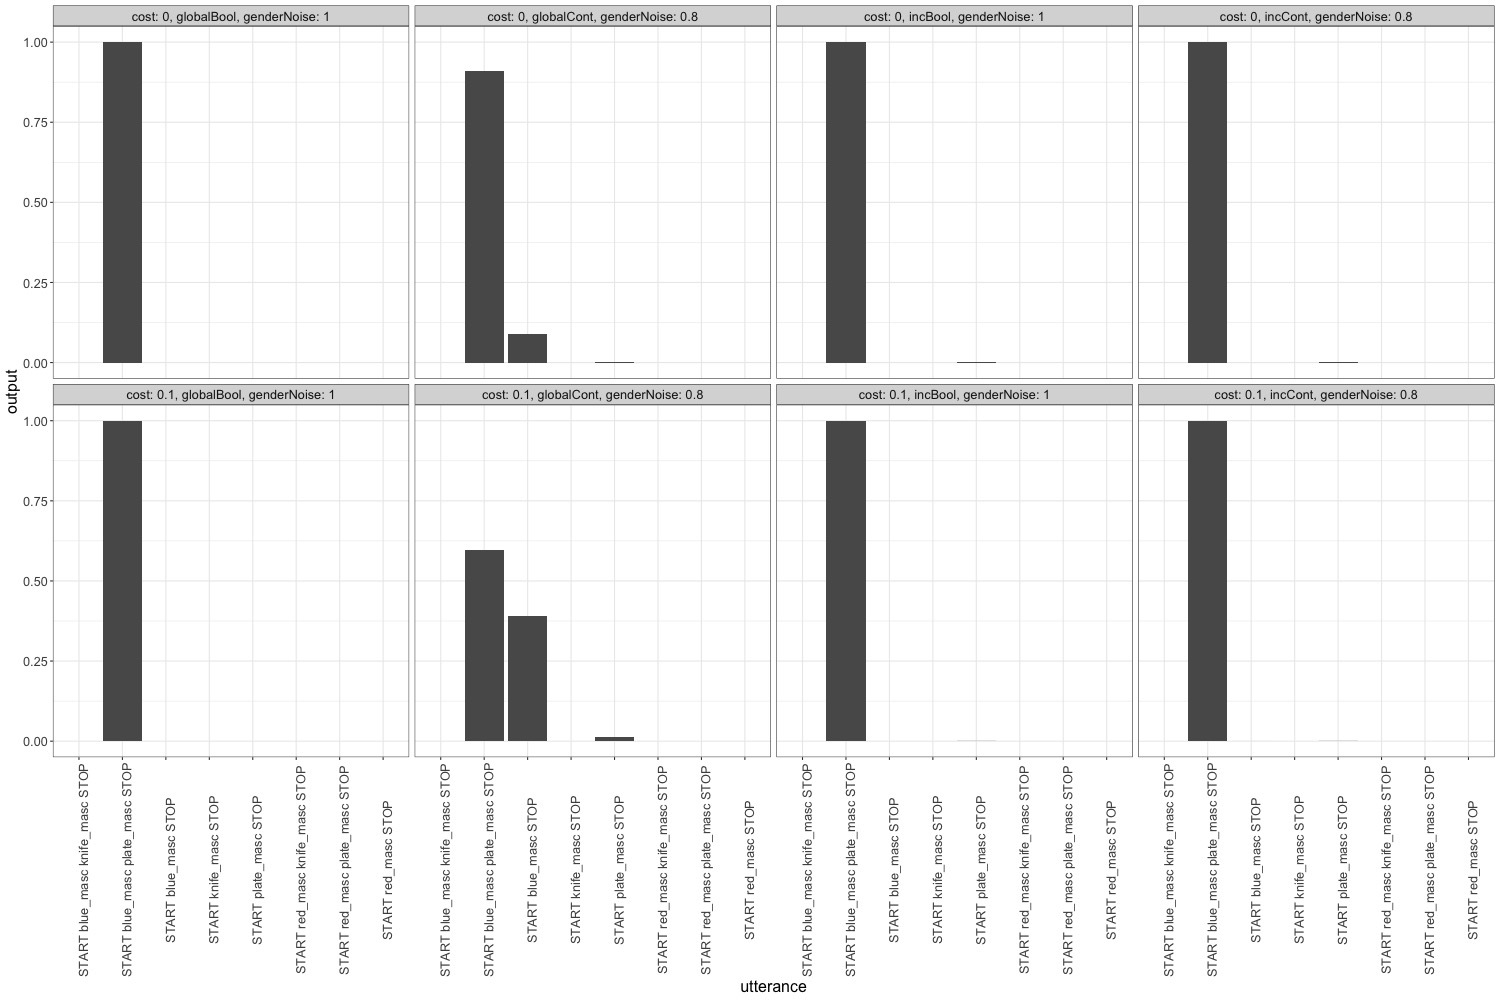 cost: 0, globalBool, genderNoise: 1
cost: 0, globalCont, genderNoise: 0.8
cost: 0, incBool, genderNoise: 1
cost: 0, incCont, genderNoise: 0.8
1.00
0.75
0.50
0.25
0.00
output
cost: 0.1, globalBool, genderNoise: 1
cost: 0.1, globalCont, genderNoise: 0.8
cost: 0.1, incBool, genderNoise: 1
cost: 0.1, incCont, genderNoise: 0.8
1.00
0.75
0.50
0.25
0.00
START blue_masc knife_masc STOP
START blue_masc plate_masc STOP
START blue_masc STOP
START knife_masc STOP
START plate_masc STOP
START red_masc knife_masc STOP
START red_masc plate_masc STOP
START red_masc STOP
START blue_masc knife_masc STOP
START blue_masc plate_masc STOP
START blue_masc STOP
START knife_masc STOP
START plate_masc STOP
START red_masc knife_masc STOP
START red_masc plate_masc STOP
START red_masc STOP
START blue_masc knife_masc STOP
START blue_masc plate_masc STOP
START blue_masc STOP
START knife_masc STOP
START plate_masc STOP
START red_masc knife_masc STOP
START red_masc plate_masc STOP
START red_masc STOP
START blue_masc knife_masc STOP
START blue_masc plate_masc STOP
START blue_masc STOP
START knife_masc STOP
START plate_masc STOP
START red_masc knife_masc STOP
START red_masc plate_masc STOP
START red_masc STOP
utterance